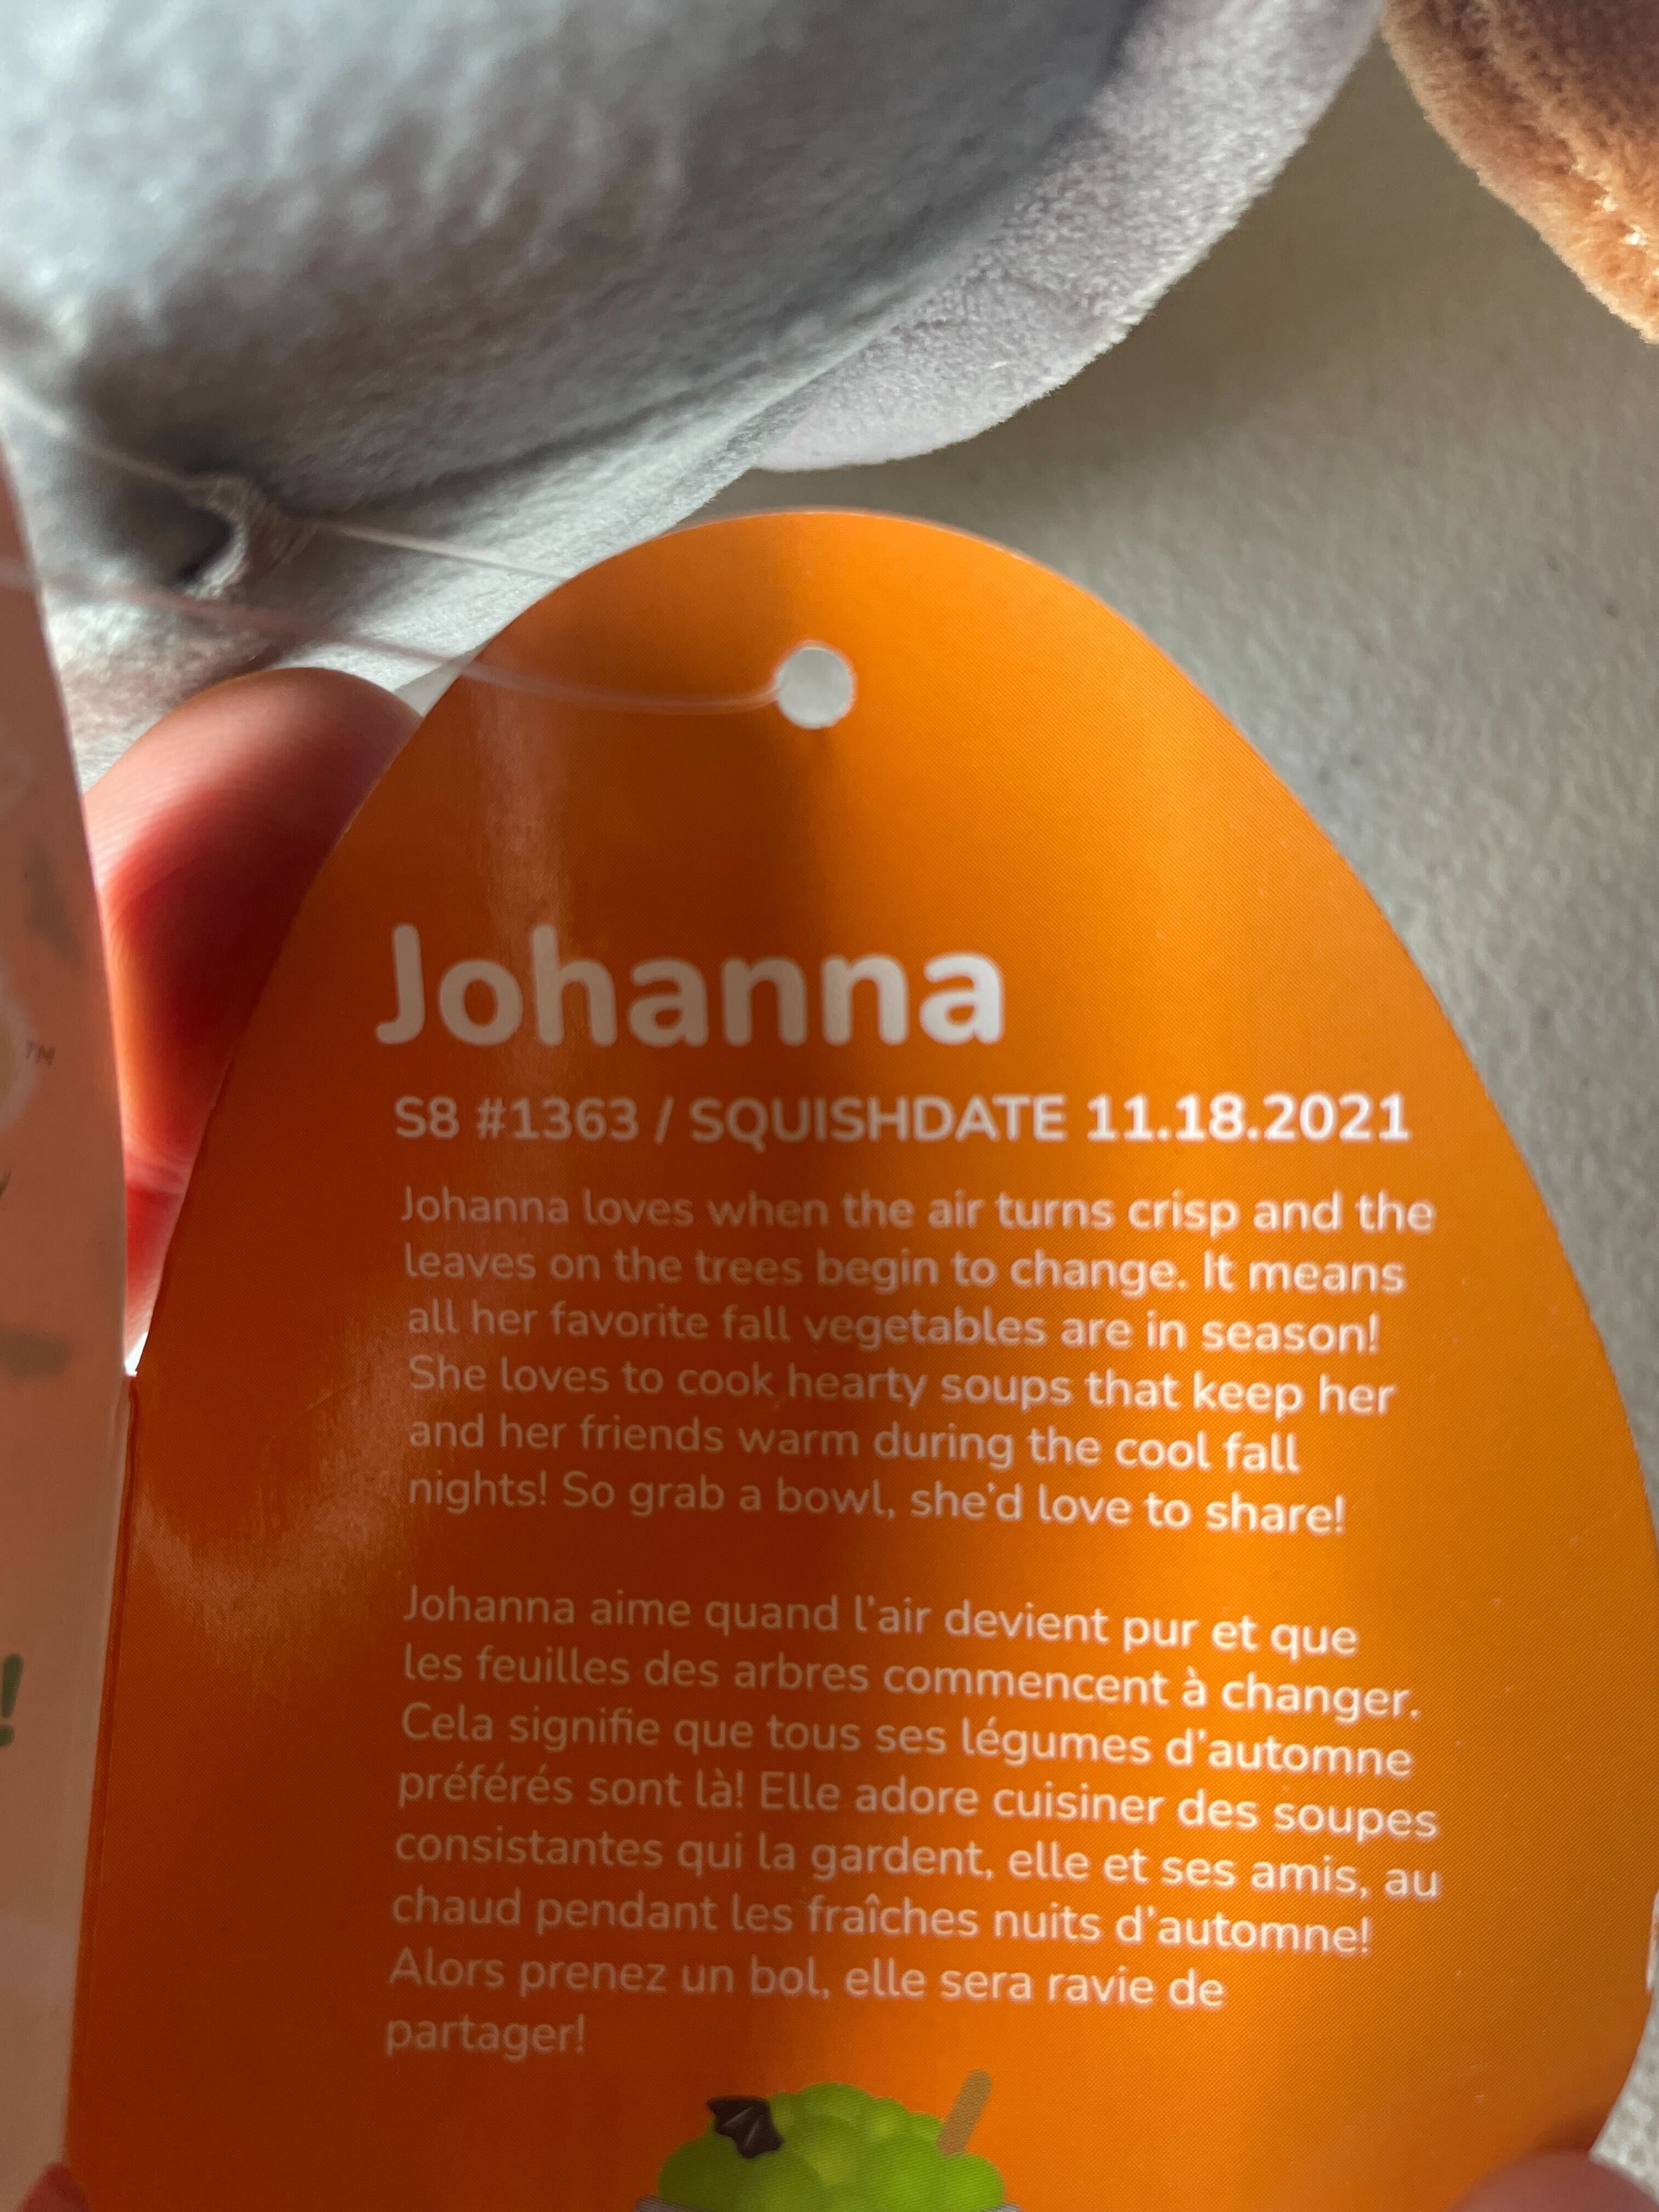 Johanna
S8 #1363 / SQUISHDATE 11.18.2021
Johanna loves when the air turns crisp and the
leaves on the trees begin to change. It means
all her favorite fall vegetables are in season!
She loves to cook hearty soups that keep her
and her friends warm during the cool fall
nights! So grab a bowl, she'd love to share!
Johanna aime quand l'air devient pur et que
les feuilles des arbres commencent à changer.
Cela signifie que tous ses légumes d'automne
préférés sont là! Elle adore cuisiner des soupes
consistantes qui la gardent, elle et ses amis, au
chaud pendant les fraîches nuits d'automne!
Alors prenez un bol, elle sera ravie de
partager!
TM
!